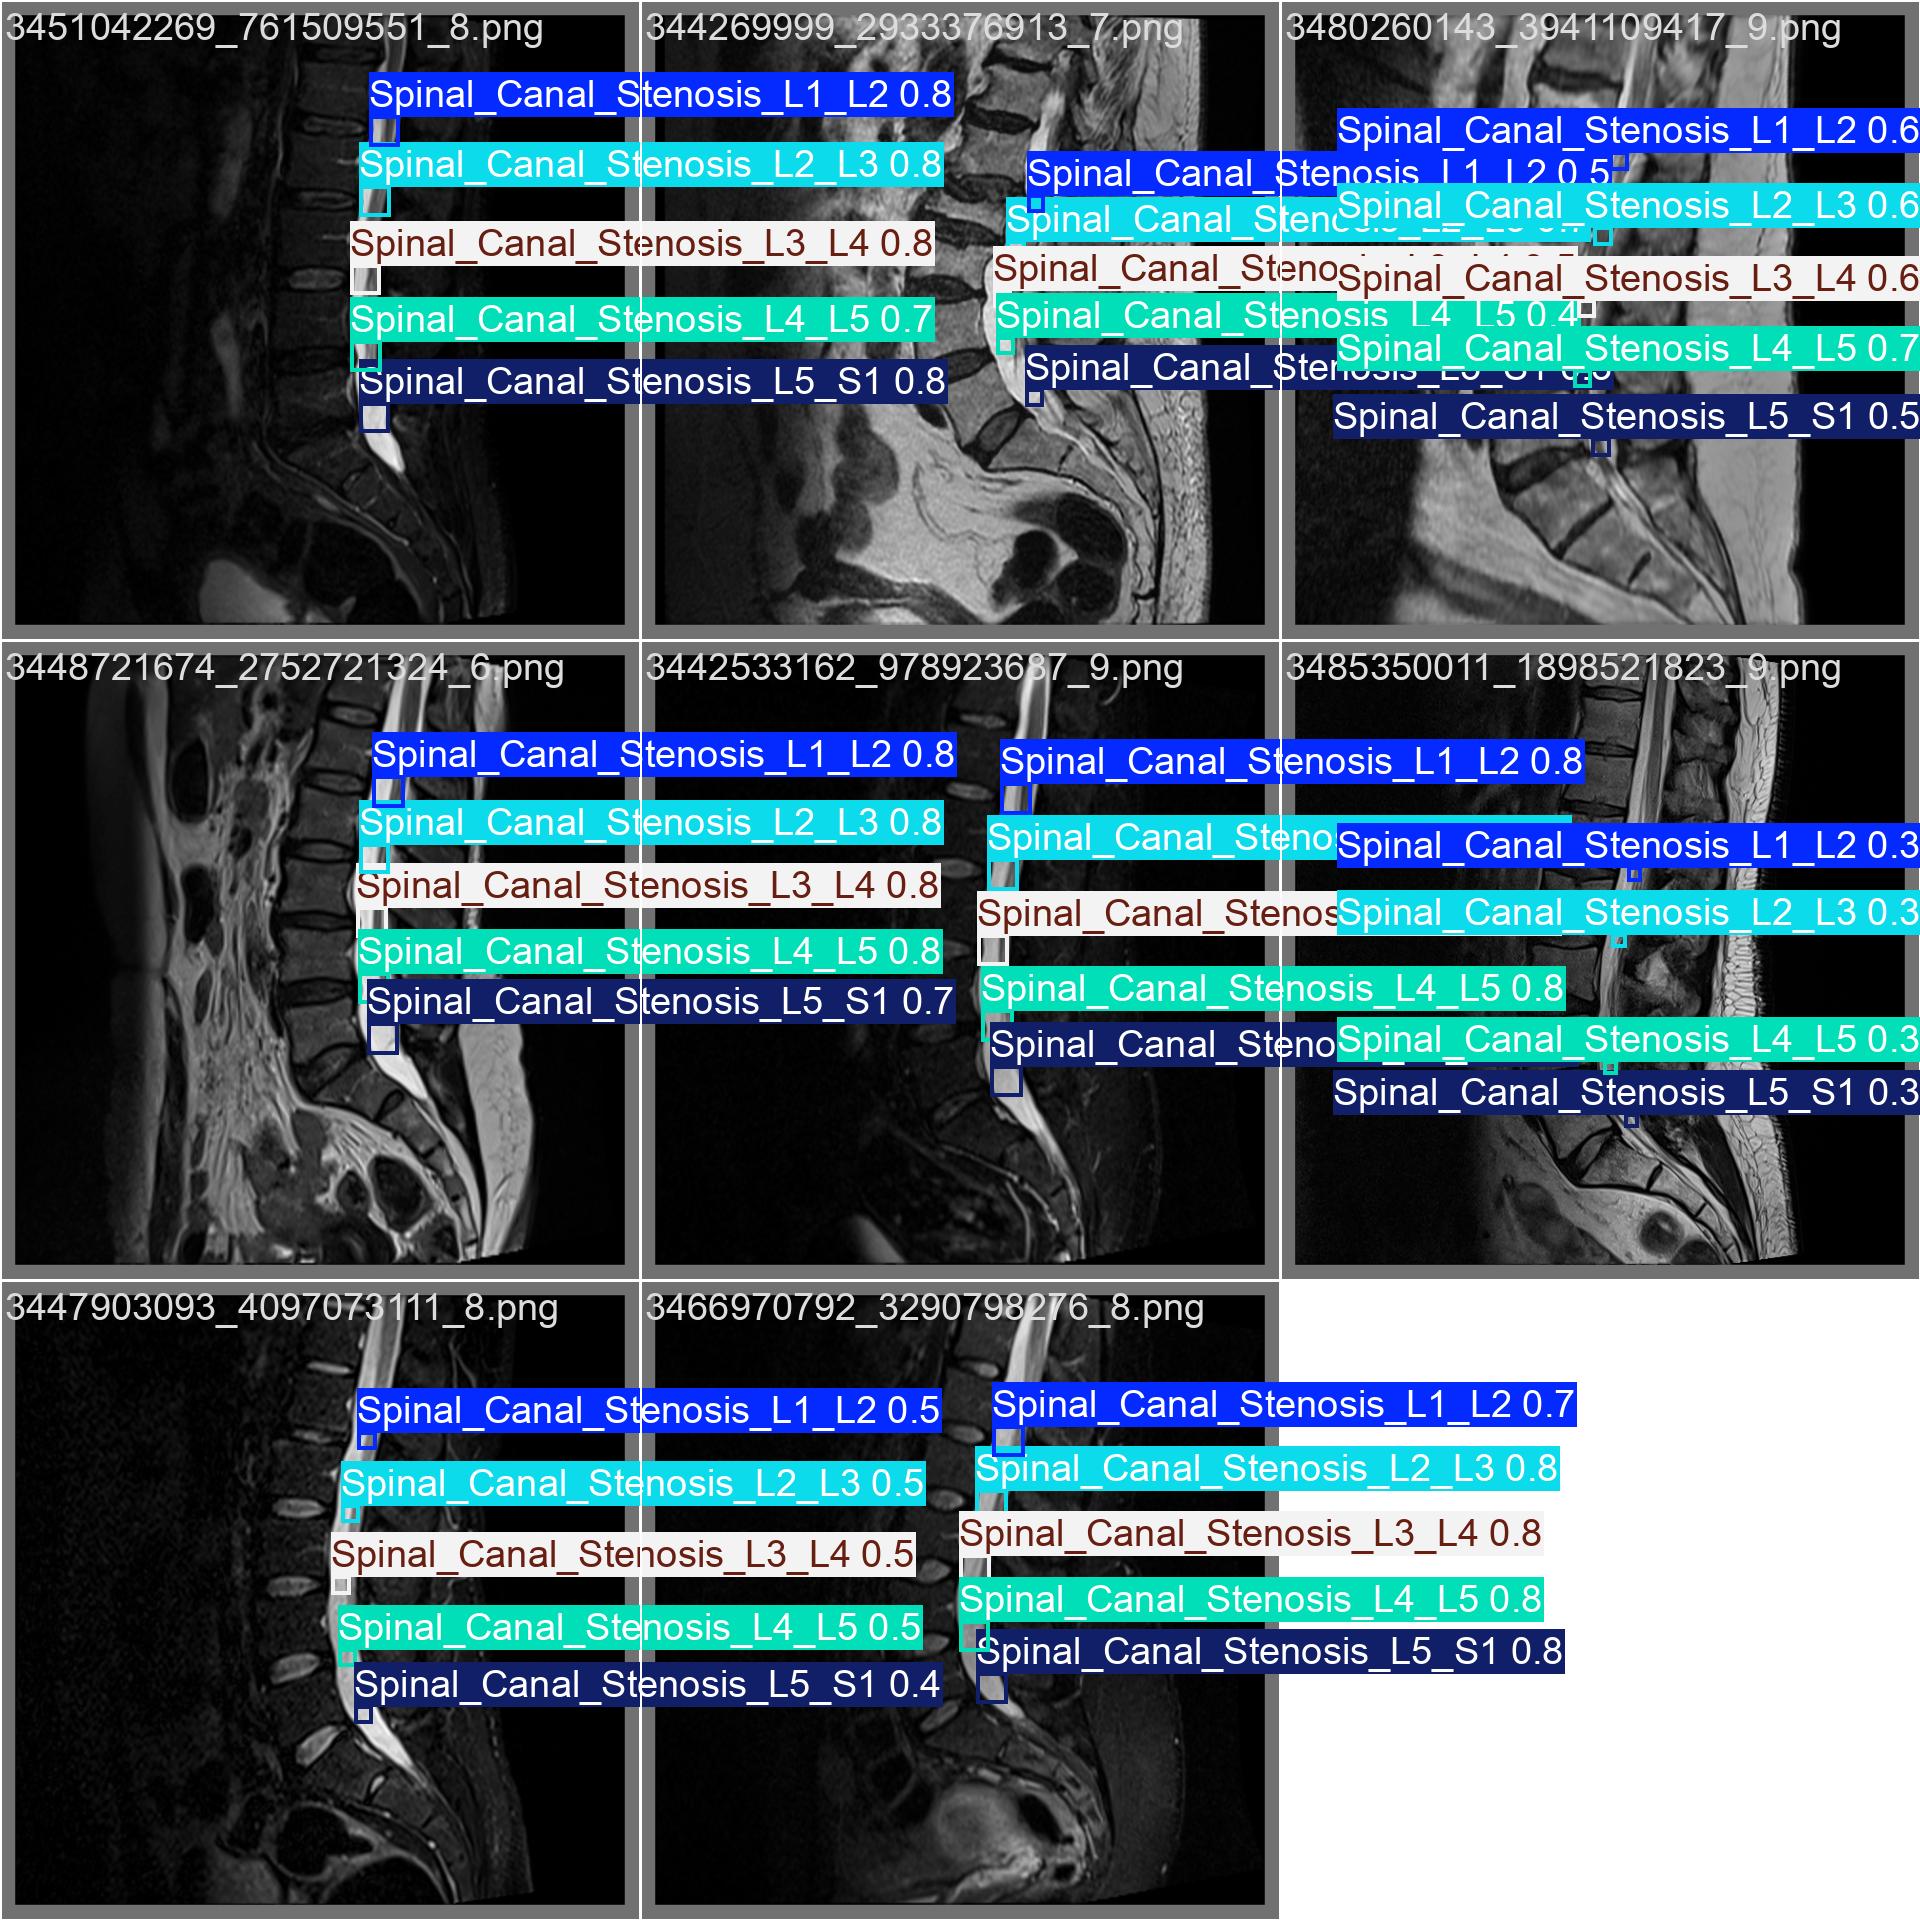 3451042269_761509551_8.png
Spinal_Canal_Stenosis_L1_L2 0.8
Spinal_Canal_Stenosis_L2_L3 0.8
Spinal_Canal_Stenosis_L3_L4 0.8
Spinal_Canal_Stenosis_L4_L5 0.7
Spinal_Canal_Stenosis_L5_S1 0.8
344269999_2933376913_7.png
Spinal_Canal_Stenosis_L1_L2 0.5
Spinal_Canal_Steno
Spinal_Canal_Steno
Spinal_Canal_Stenosis_L4_L5 0.4
Spinal_Canal_Stenosis_L5_S1
3480260143_3941109417_9.png
Spinal_Canal_Stenosis_L1_L2 0.6
Spinal_Canal_Stenosis_L2_L3 0.6
Spinal_Canal_Stenosis_L3_L4 0.6
Spinal_Canal_Stenosis_L4_L5 0.7
Spinal_Canal_Stenosis_L5_S1 0.5
3448721674_2752721324_6.png
Spinal_Canal_Stenosis_L1_L2 0.8
Spinal_Canal_Stenosis_L2_L3 0.8
Spinal_Canal_Stenosis_L3_L4 0.8
Spinal_Canal_Stenosis_L4_L5 0.8
Spinal_Canal_Stenosis_L5_S1 0.7
3442533162_978923687_9.png
Spinal_Canal_Stenosis_L1_L2 0.8
Spinal_Canal_Steno
Spinal_Canal_Stenos
Spinal_Canal_Stenosis_L4_L5 0.8
Spinal_Canal_Steno
3485350011_1898521823_9.png
Spinal_Canal_Stenosis_L1_L2 0.3
Spinal_Canal_Stenosis_L2_L3 0.3
Spinal_Canal_Stenosis_L4_L5 0.3
Spinal_Canal_Stenosis_L5_S1 0.3
3447903093_4097073111_8.png
Spinal_Canal_Stenosis_L1_L2 0.5
Spinal_Canal_Stenosis_L2_L3 0.5
Spinal_Canal_Stenosis_L3_L4 0.5
Spinal_Canal_Stenosis_L4_L5 0.5
Spinal_Canal_Stenosis_L5_S1 0.4
3466970792_3290798276_8.png
Spinal_Canal_Stenosis_L1_L2 0.7
Spinal_Canal_Stenosis_L2_L3 0.8
Spinal_Canal_Stenosis_L3_L4 0.8
Spinal_Canal_Stenosis_L4_L5 0.8
Spinal_Canal_Stenosis_L5_S1 0.8